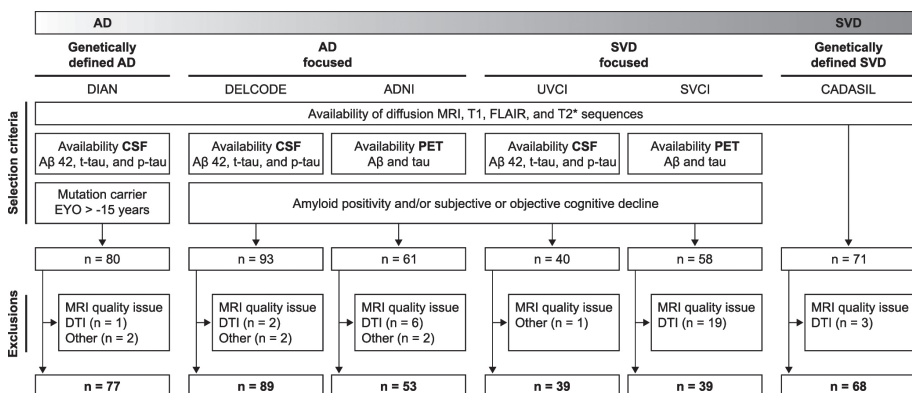 AD
SVD
Genetically
defined AD
AD
focused
SVD
focused
Genetically
defined SVD
DIAN
DELCODE
ADNI
UVCI
SVCI
CADASIL
Selection criteria
Availability of diffusion MRI, T1, FLAIR, and T2* sequences
Availability CSF
Aβ 42, t-tau, and p-tau
Availability CSF
Aβ 42, t-tau, and p-tau
Availability PET
Aβ and tau
Availability CSF
Aβ 42, t-tau, and p-tau
Availability PET
Aβ and tau
Mutation carrier
EYO > -15 years
Amyloid positivity and/or subjective or objective cognitive decline
n = 80
n = 93
n = 61
n = 40
n = 58
n = 71
Exclusions
MRI quality issue
DTI (n = 1)
Other (n = 2)
MRI quality issue
DTI (n = 2)
Other (n = 2)
MRI quality issue
DTI (n = 6)
Other (n = 2)
MRI quality issue
Other (n = 1)
MRI quality issue
DTI (n = 19)
MRI quality issue
DTI (n = 3)
n = 77
n = 89
n = 53
n = 39
n = 39
n = 68